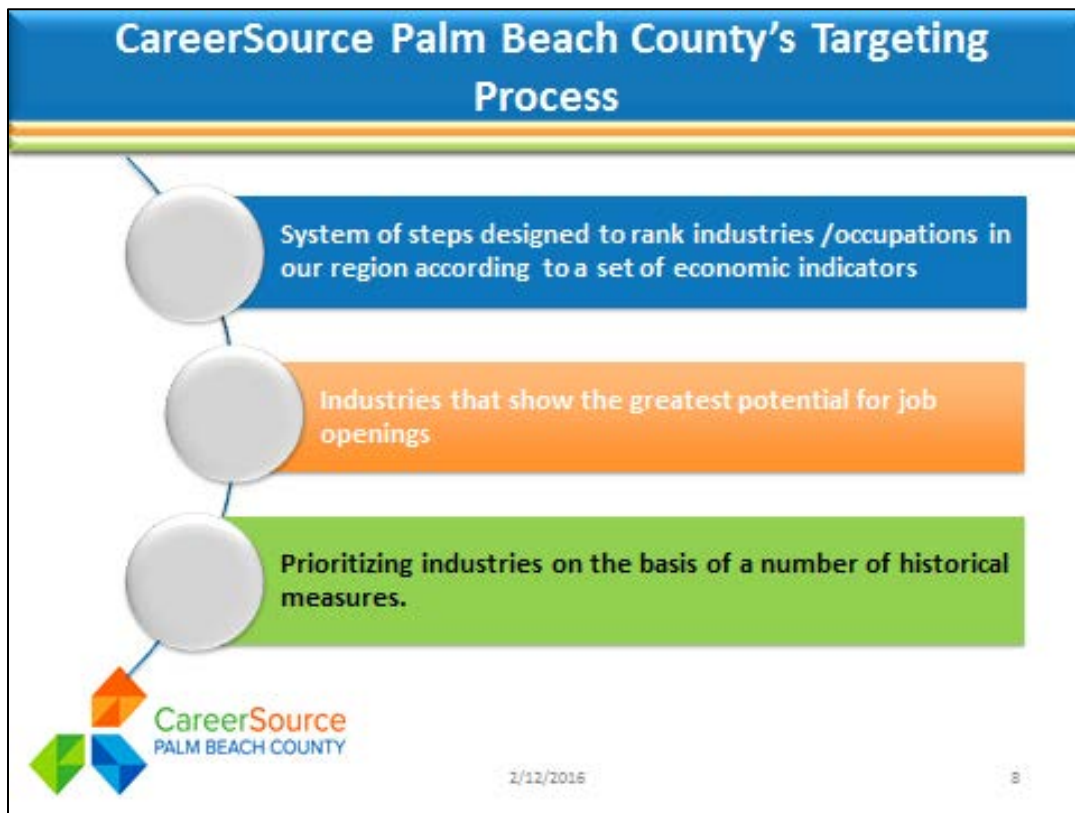 CareerSource Palm Beach County’s Targeting
Process
System of steps designed to rank industries /occupations in
our region according to a set of economic indicators
Industries that show the greatest potential for job
openings
Prioritizing industries on the basis of a number of historical
measures.
CareerSource
PALM BEACH COUNTY
2/12/2016
8